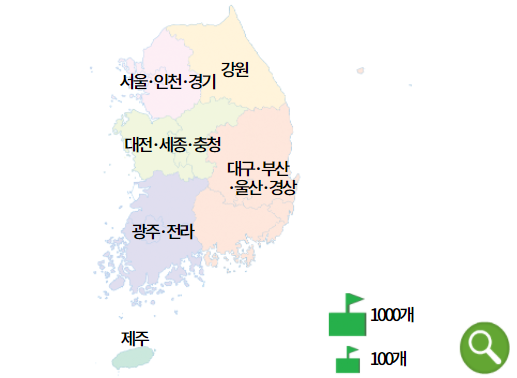 강원
서울·인천·경기
대전·세종·충청
대구·부산
·울산·경상
광주·전라
1000개
제주
100개